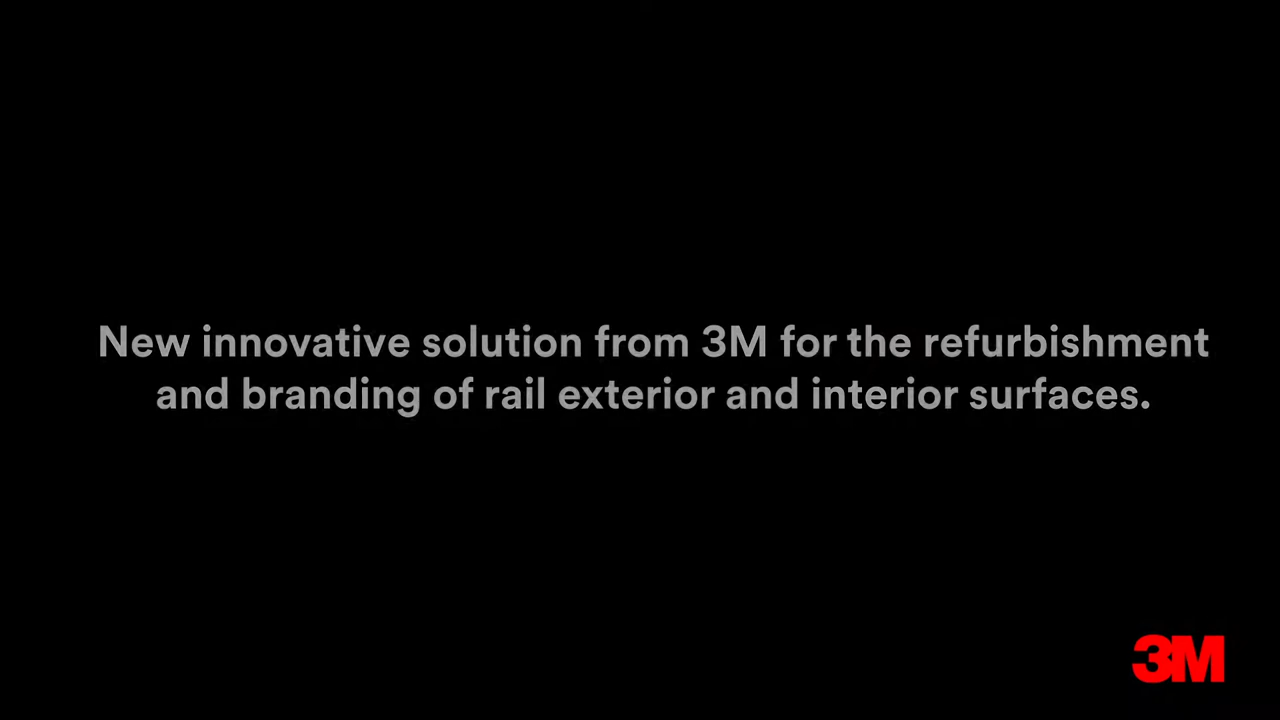 New innovative solution from 3M for the refurbishment
and branding of rail exterior and interior surfaces.
3M